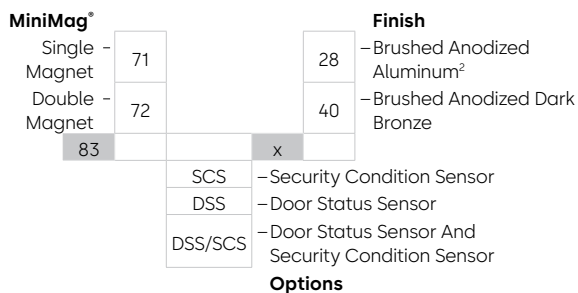 MiniMag® Finish
Single – 71 28 –Brushed Anodized
Magnet Aluminum²
Double – 72 40 –Brushed Anodized Dark
Magnet Bronze
83 x
SCS –Security Condition Sensor
DSS –Door Status Sensor
DSS/SCS –Door Status Sensor And
Security Condition Sensor
Options